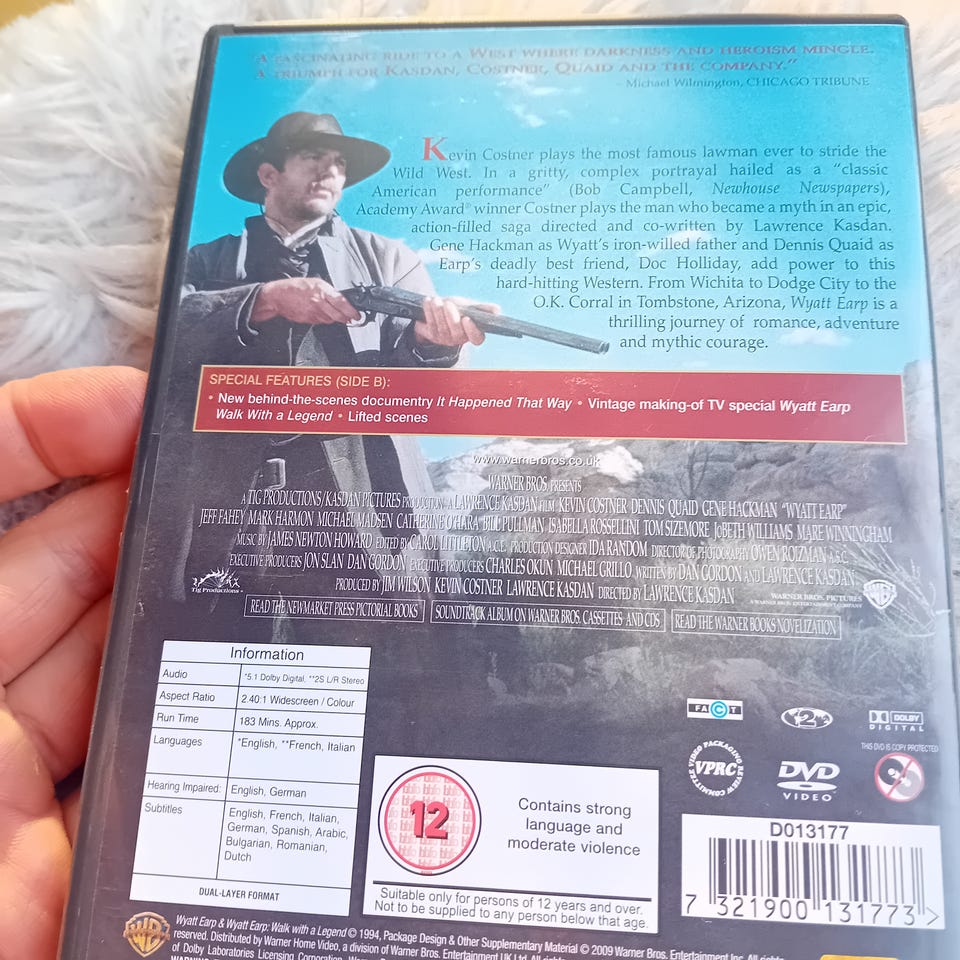 "A FASCINATING RIDE TO A WEST WHERE DARKNESS AND HEROISM MINGLE.
A TRIUMPH FOR KASDAN, COSTNER, QUAID AND THE COMPANY."
– Michael Wilmington, CHICAGO TRIBUNE
Kevin Costner plays the most famous lawman ever to stride the
Wild West. In a gritty, complex portrayal hailed as a "classic
American performance" (Bob Campbell, Newhouse Newspapers),
Academy Award® winner Costner plays the man who became a myth in an epic,
action-filled saga directed and co-written by Lawrence Kasdan.
Gene Hackman as Wyatt's iron-willed father and Dennis Quaid as
Earp's deadly best friend, Doc Holliday, add power to this
hard-hitting Western. From Wichita to Dodge City to the
O.K. Corral in Tombstone, Arizona, Wyatt Earp is a
thrilling journey of romance, adventure
and mythic courage.
SPECIAL FEATURES (SIDE B):
• New behind-the-scenes documentry It Happened That Way • Vintage making-of TV special Wyatt Earp
Walk With a Legend • Lifted scenes
www.warnerbros.co.uk
WARNER BROS. PRESENTS
A TIG PRODUCTIONS/KASDAN PICTURES PRODUCTION A LAWRENCE KASDAN FILM KEVIN COSTNER DENNIS QUAID GENE HACKMAN "WYATT EARP"
JEFF FAHEY MARK HARMON MICHAEL MADSEN CATHERINE O'HARA BILL PULLMAN ISABELLA ROSSELLINI TOM SIZEMORE JOBETH WILLIAMS MARE WINNINGHAM
MUSIC BY JAMES NEWTON HOWARD EDITED BY CAROL LITTLETON A.C.E. PRODUCTION DESIGNER IDA RANDOM DIRECTOR OF PHOTOGRAPHY OWEN ROIZMAN A.S.C.
EXECUTIVE PRODUCERS JON SLAN DAN GORDON EXECUTIVE PRODUCERS CHARLES OKUN MICHAEL GRILLO WRITTEN BY DAN GORDON AND LAWRENCE KASDAN
PRODUCED BY JIM WILSON KEVIN COSTNER LAWRENCE KASDAN DIRECTED BY LAWRENCE KASDAN
Tig Productions
WARNER BROS. PICTURES
A WARNER BROS. ENTERTAINMENT COMPANY
WB
READ THE NEWMARKET PRESS PICTORIAL BOOKS
SOUNDTRACK ALBUM ON WARNER BROS. CASSETTES AND CDS
READ THE WARNER BOOKS NOVELIZATION
Information
Audio *5.1 Dolby Digital, **2S L/R Stereo
Aspect Ratio 2.40:1 Widescreen / Colour
Run Time 183 Mins. Approx.
Languages *English, **French, Italian
Hearing Impaired: English, German
Subtitles English, French, Italian,
German, Spanish, Arabic,
Bulgarian, Romanian,
Dutch
DUAL-LAYER FORMAT
FACT
2
DOLBY
DIGITAL
VIDEO PACKAGING REVIEW COMMITTEE
VPRC
DVD
VIDEO
THIS DVD IS COPY PROTECTED
12
Contains strong
language and
moderate violence
Suitable only for persons of 12 years and over.
Not to be supplied to any person below that age.
D013177
7 321900 131773 >
WB
Wyatt Earp & Wyatt Earp: Walk with a Legend © 1994, Package Design & Other Supplementary Material © 2009 Warner Bros. Entertainment Inc. All rights
reserved. Distributed by Warner Home Video, a division of Warner Bros. Entertainment UK Ltd.
of Dolby Laboratories Licensing Corporation.